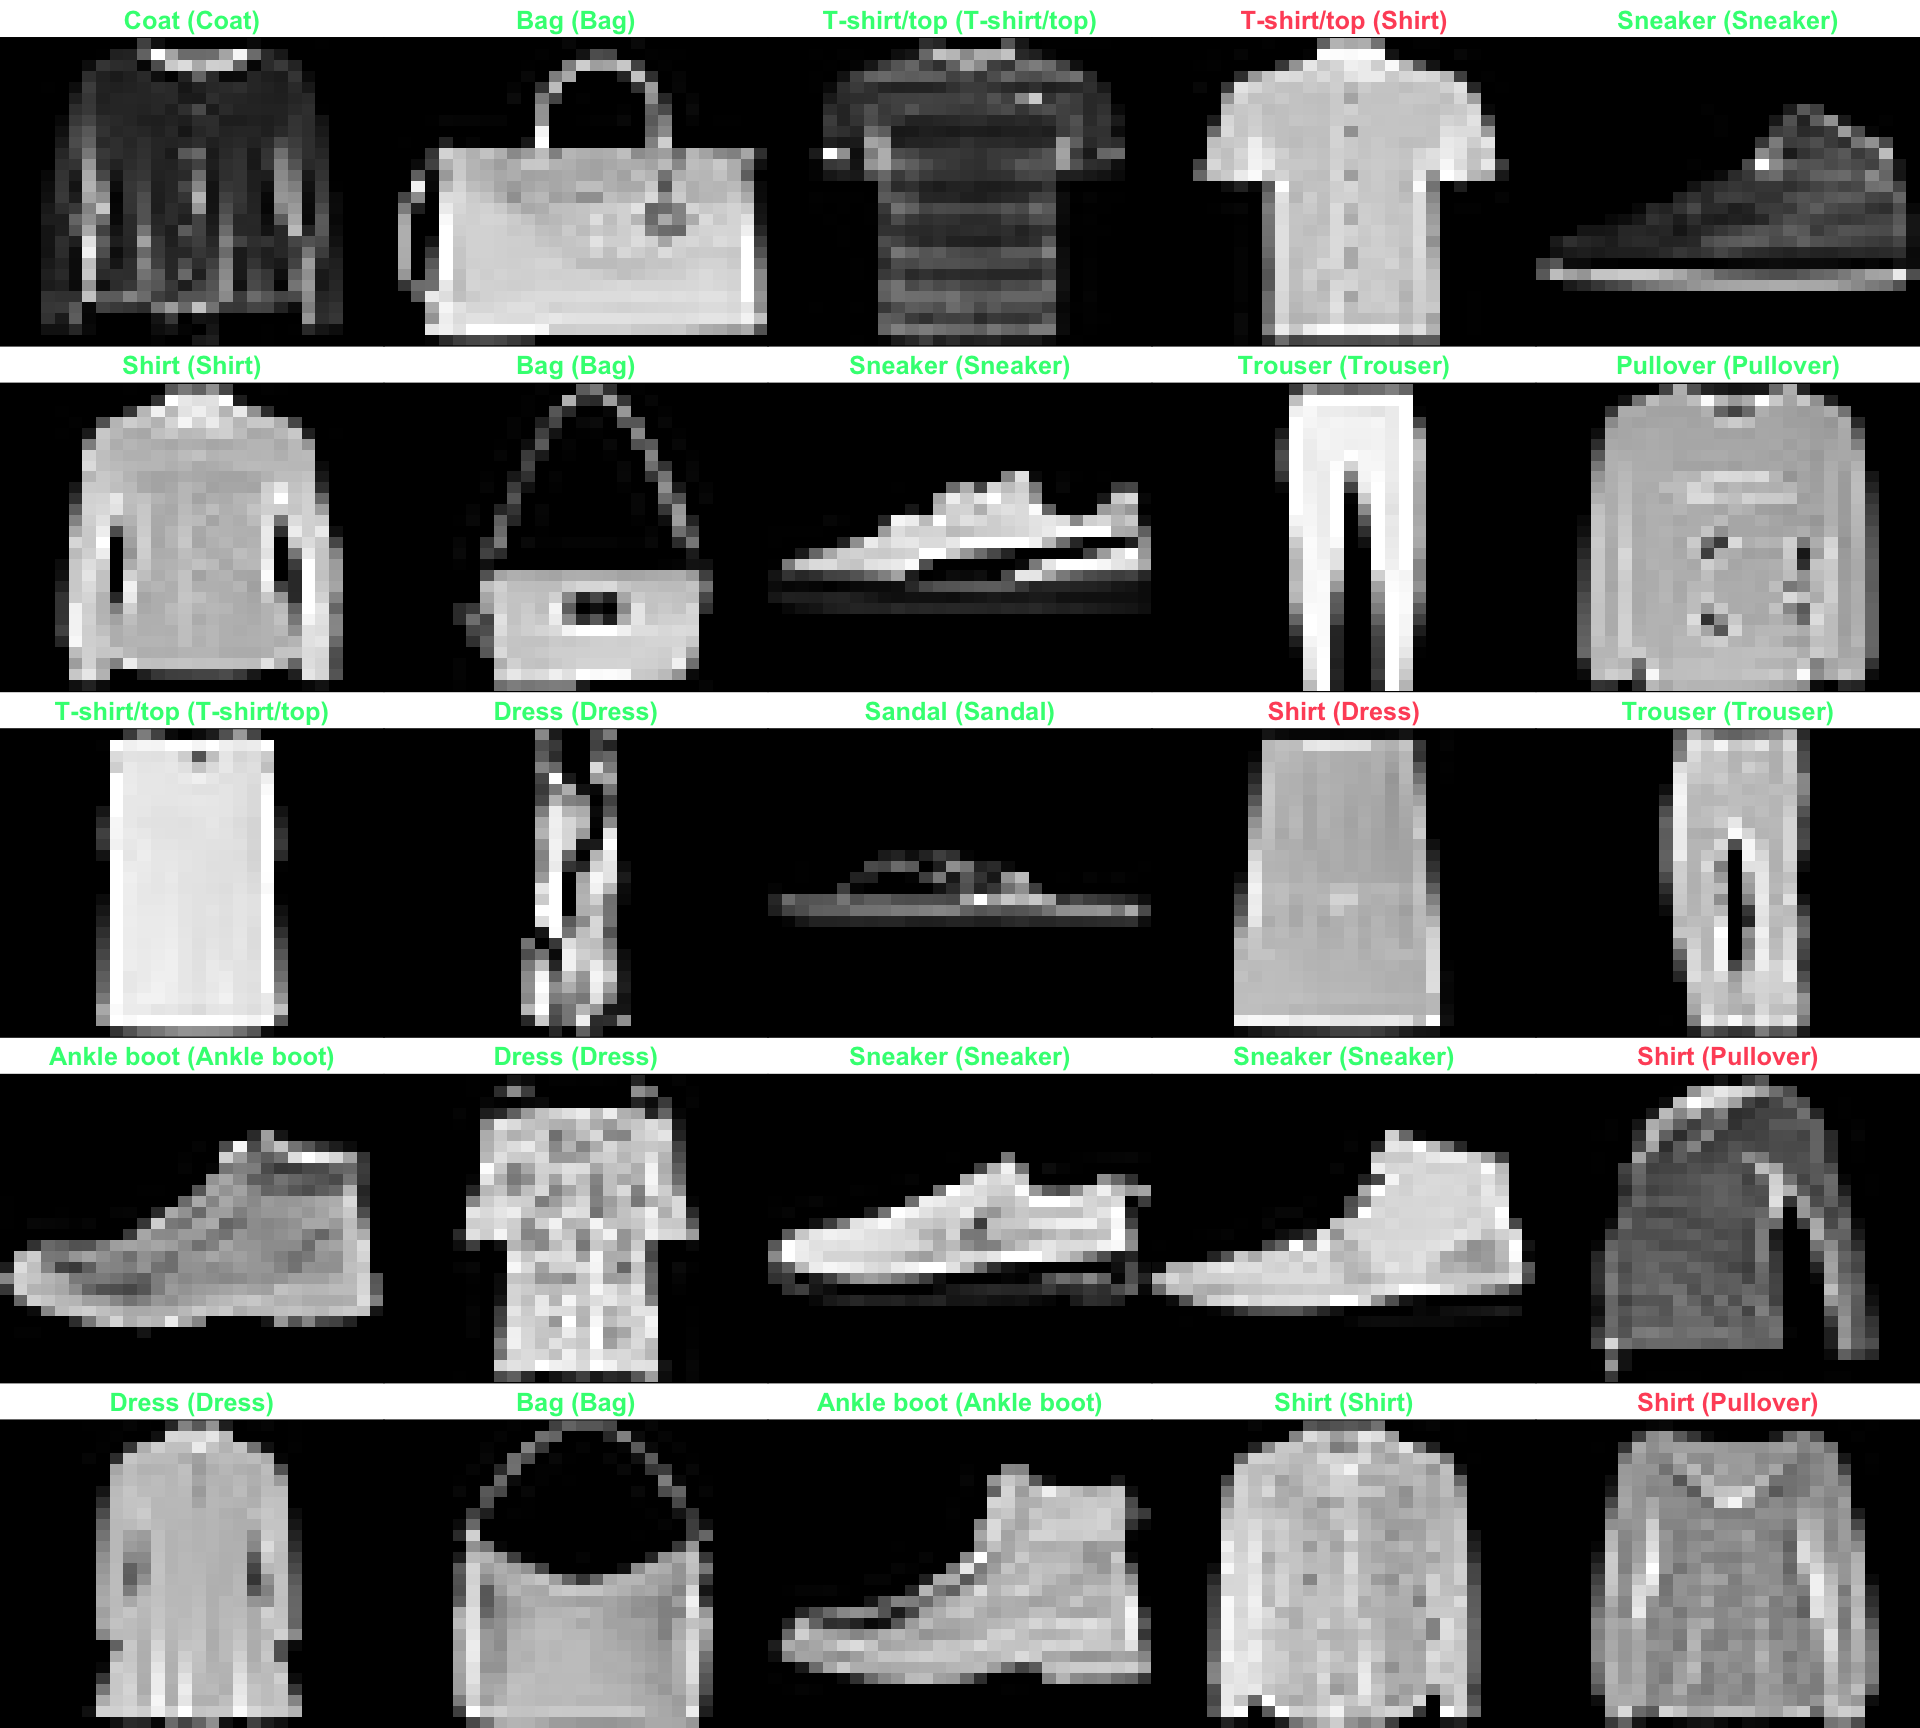 Coat (Coat)
Bag (Bag)
T-shirt/top (T-shirt/top)
T-shirt/top (Shirt)
Sneaker (Sneaker)
Shirt (Shirt)
Bag (Bag)
Sneaker (Sneaker)
Trouser (Trouser)
Pullover (Pullover)
T-shirt/top (T-shirt/top)
Dress (Dress)
Sandal (Sandal)
Shirt (Dress)
Trouser (Trouser)
Ankle boot (Ankle boot)
Dress (Dress)
Sneaker (Sneaker)
Sneaker (Sneaker)
Shirt (Pullover)
Dress (Dress)
Bag (Bag)
Ankle boot (Ankle boot)
Shirt (Shirt)
Shirt (Pullover)